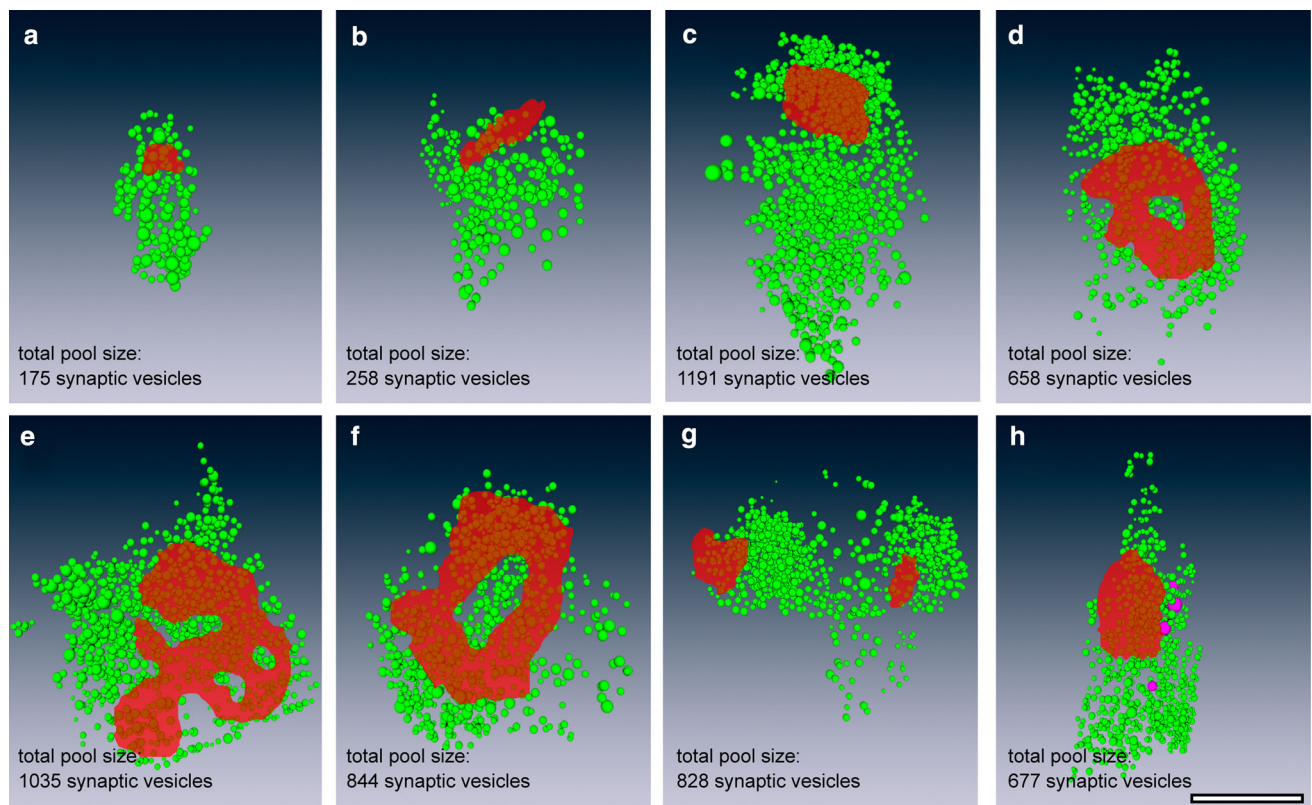 a
total pool size:
175 synaptic vesicles
b
total pool size:
258 synaptic vesicles
c
total pool size:
1191 synaptic vesicles
d
total pool size:
658 synaptic vesicles
e
total pool size:
1035 synaptic vesicles
f
total pool size:
844 synaptic vesicles
g
total pool size:
828 synaptic vesicles
h
total pool size:
677 synaptic vesicles